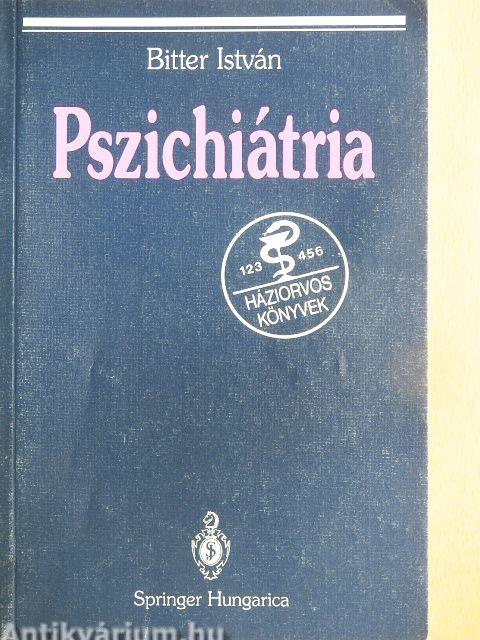 Bitter István
Pszichiátria
123 456
HÁZIORVOS
KÖNYVEK
S
Springer Hungarica
Antikvárium.hu